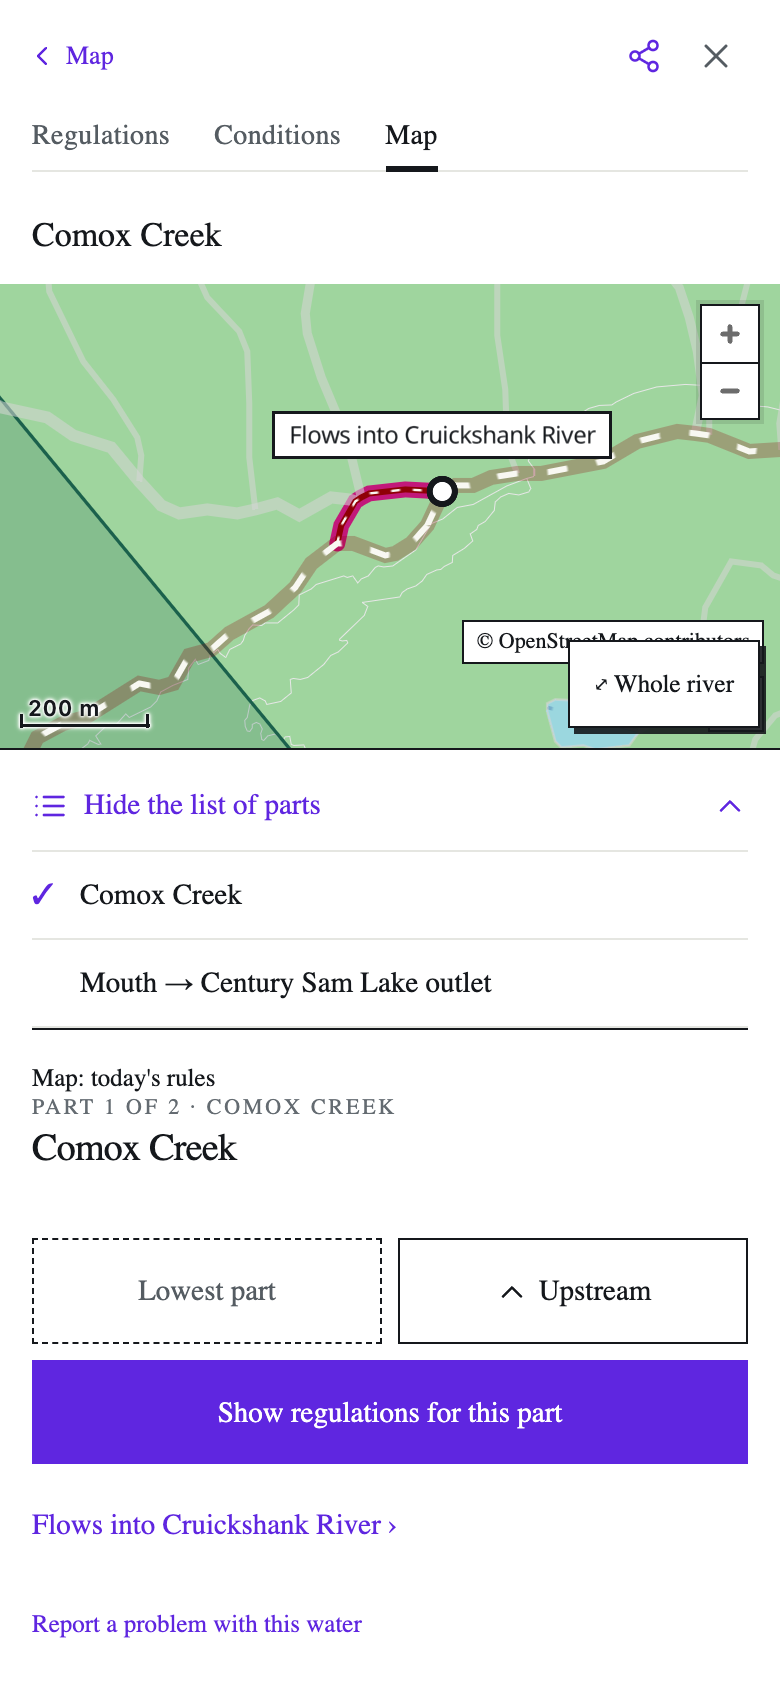 Map
Regulations Conditions Map
Comox Creek
+
Flows into Cruickshank River
−
© OpenStreetMap contributors
⤢ Whole river
200 m
Hide the list of parts
✓ Comox Creek
Mouth → Century Sam Lake outlet
Map: today's rules
PART 1 OF 2 · COMOX CREEK
Comox Creek
Lowest part
Upstream
Show regulations for this part
Flows into Cruickshank River ›
Report a problem with this water